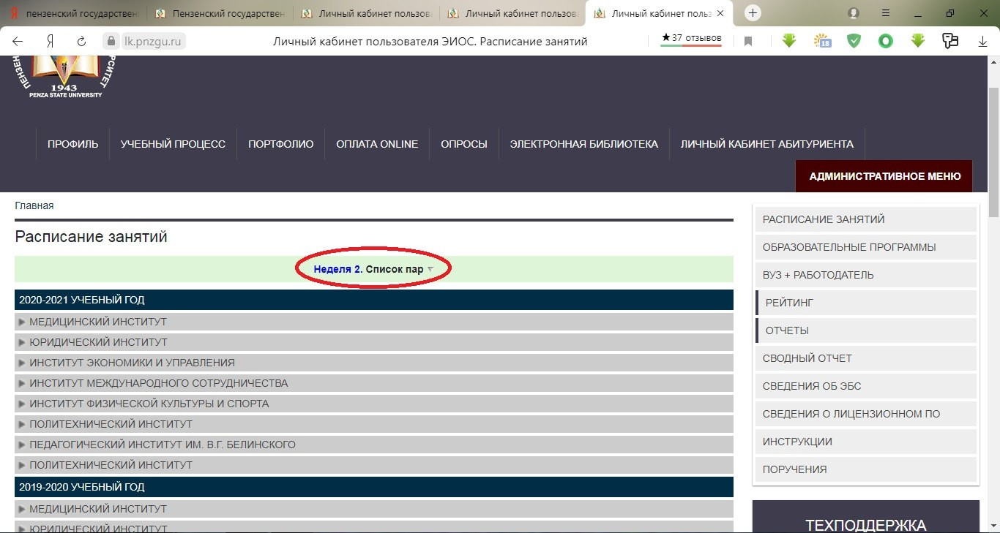 пензенский государствен
Пензенский государствен
Личный кабинет пользова
Личный кабинет пользова
Личный кабинет польз
lk.pnzgu.ru
Личный кабинет пользователя ЭИОС. Расписание занятий
★37 отзывов
18
1943
PENZA STATE UNIVERSITY
ПРОФИЛЬ
УЧЕБНЫЙ ПРОЦЕСС
ПОРТФОЛИО
ОПЛАТА ONLINE
ОПРОСЫ
ЭЛЕКТРОННАЯ БИБЛИОТЕКА
ЛИЧНЫЙ КАБИНЕТ АБИТУРИЕНТА
АДМИНИСТРАТИВНОЕ МЕНЮ
Главная
Расписание занятий
Неделя 2. Список пар
2020-2021 УЧЕБНЫЙ ГОД
МЕДИЦИНСКИЙ ИНСТИТУТ
ЮРИДИЧЕСКИЙ ИНСТИТУТ
ИНСТИТУТ ЭКОНОМИКИ И УПРАВЛЕНИЯ
ИНСТИТУТ МЕЖДУНАРОДНОГО СОТРУДНИЧЕСТВА
ИНСТИТУТ ФИЗИЧЕСКОЙ КУЛЬТУРЫ И СПОРТА
ПОЛИТЕХНИЧЕСКИЙ ИНСТИТУТ
ПЕДАГОГИЧЕСКИЙ ИНСТИТУТ ИМ. В.Г. БЕЛИНСКОГО
ПОЛИТЕХНИЧЕСКИЙ ИНСТИТУТ
2019-2020 УЧЕБНЫЙ ГОД
МЕДИЦИНСКИЙ ИНСТИТУТ
ЮРИДИЧЕСКИЙ ИНСТИТУТ
РАСПИСАНИЕ ЗАНЯТИЙ
ОБРАЗОВАТЕЛЬНЫЕ ПРОГРАММЫ
ВУЗ + РАБОТОДАТЕЛЬ
РЕЙТИНГ
ОТЧЕТЫ
СВОДНЫЙ ОТЧЕТ
СВЕДЕНИЯ ОБ ЭБС
СВЕДЕНИЯ О ЛИЦЕНЗИОННОМ ПО
ИНСТРУКЦИИ
ПОРУЧЕНИЯ
ТЕХПОДДЕРЖКА